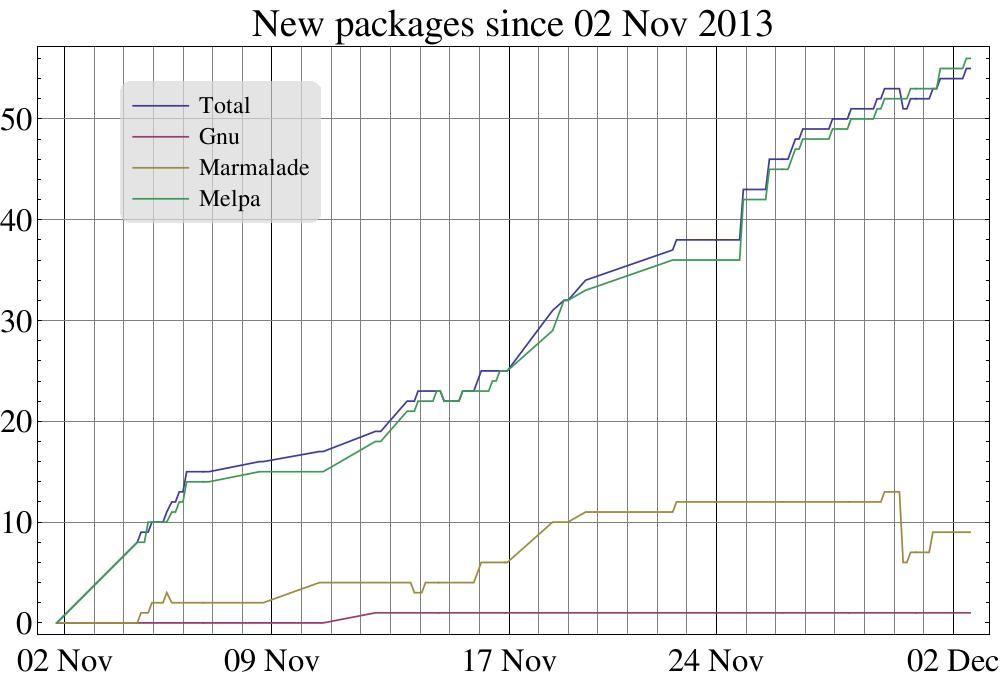 New packages since 02 Nov 2013
Total
Gnu
Marmalade
Melpa
50
40
30
20
10
0
02 Nov 09 Nov 17 Nov 24 Nov 02 Dec